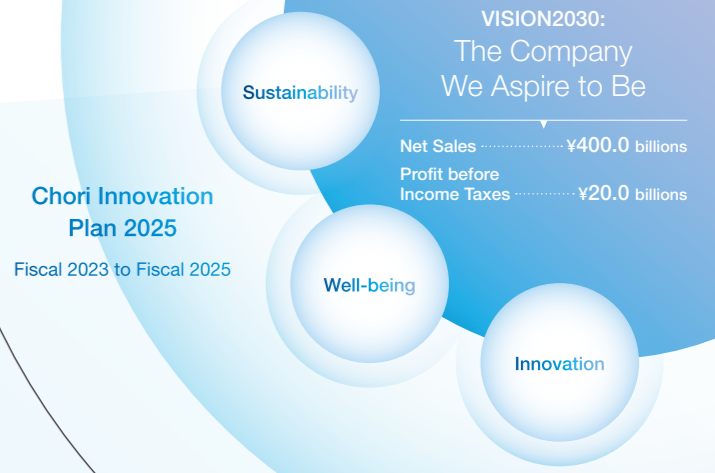 VISION2030:
The Company
We Aspire to Be
Net Sales ¥400.0 billions
Profit before
Income Taxes ¥20.0 billions
Sustainability
Chori Innovation
Plan 2025
Fiscal 2023 to Fiscal 2025
Well-being
Innovation